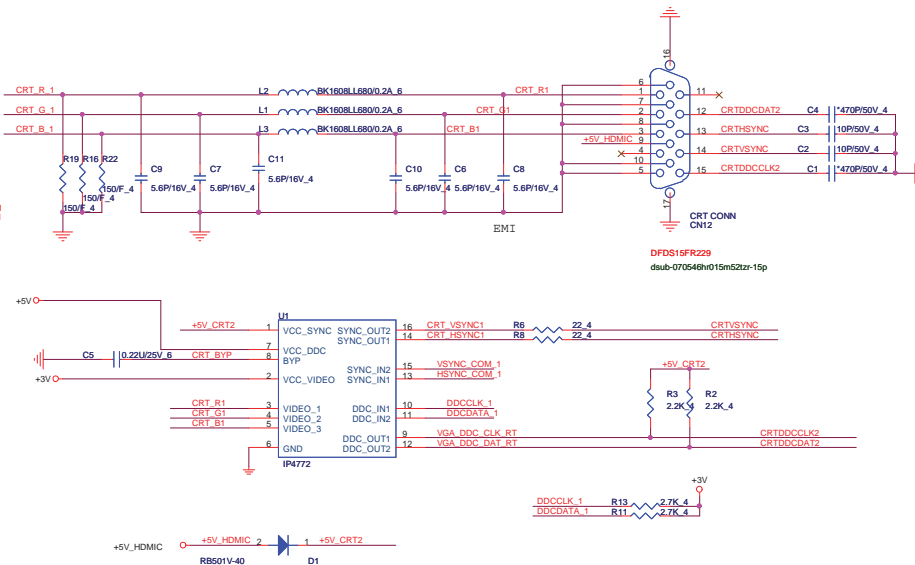 16
CRT_R_1
L2
BK1608LL680/0.2A_6
CRT_R1
6
1
11
7
CRT_G_1
L1
BK1608LL680/0.2A_6
CRT_G1
2
12
CRTDDCDAT2
C4
*470P/50V_4
8
CRT_B_1
L3
BK1608LL680/0.2A_6
CRT_B1
3
13
CRTHSYNC
C3
10P/50V_4
+5V_HDMIC
9
4
14
CRTVSYNC
C2
10P/50V_4
10
5
15
CRTDDCCLK2
C1
*470P/50V_4
R19
R16
R22
150/F_4
150/F_4
150/F_4
C9
5.6P/16V_4
C7
5.6P/16V_4
C11
5.6P/16V_4
C10
5.6P/16V_4
C6
5.6P/16V_4
C8
5.6P/16V_4
17
CRT CONN
CN12
EMI
DFDS15FR229
dsub-070546hr015m52tzr-15p
+5V
U1
+5V_CRT2
1
VCC_SYNC
SYNC_OUT2
16
CRT_VSYNC1
R6
22_4
CRTVSYNC
SYNC_OUT1
14
CRT_HSYNC1
R8
22_4
CRTHSYNC
7
VCC_DDC
C5
0.22U/25V_6
CRT_BYP
8
BYP
SYNC_IN2
15
VSYNC_COM_1
+3V
2
VCC_VIDEO
SYNC_IN1
13
HSYNC_COM_1
+5V_CRT2
R3
2.2K_4
R2
2.2K_4
CRT_R1
3
VIDEO_1
DDC_IN1
10
DDCCLK_1
CRT_G1
4
VIDEO_2
DDC_IN2
11
DDCDATA_1
CRT_B1
5
VIDEO_3
DDC_OUT1
9
VGA_DDC_CLK_RT
CRTDDCCLK2
6
GND
DDC_OUT2
12
VGA_DDC_DAT_RT
CRTDDCDAT2
IP4772
+3V
DDCCLK_1
R13
2.7K_4
DDCDATA_1
R11
2.7K_4
+5V_HDMIC
+5V_HDMIC
2
1
+5V_CRT2
RB501V-40
D1